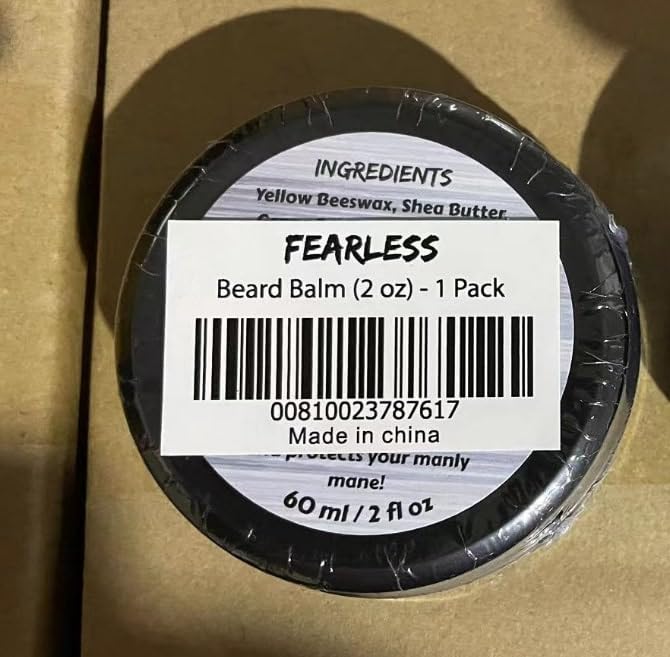 INGREDIENTS
Yellow Beeswax, Shea Butter,
FEARLESS
Beard Balm (2 oz) - 1 Pack
00810023787617
Made in china
protects your manly
mane!
60 ml / 2 fl oz